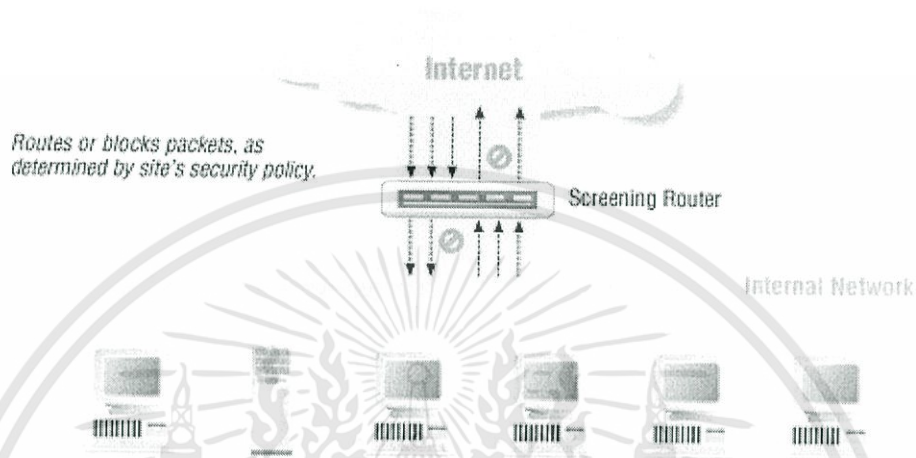 Internet
Routes or blocks packets, as
determined by site's security policy.
Screening Router
Internal Network